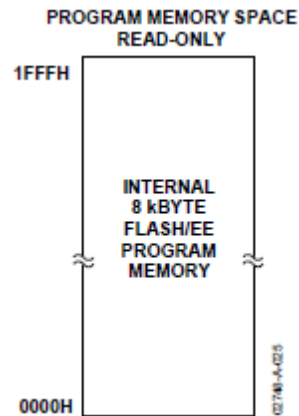 PROGRAM MEMORY SPACE
READ-ONLY
1FFFH
INTERNAL
8 kBYTE
FLASH/EE
PROGRAM
MEMORY
0000H
02748-A-025